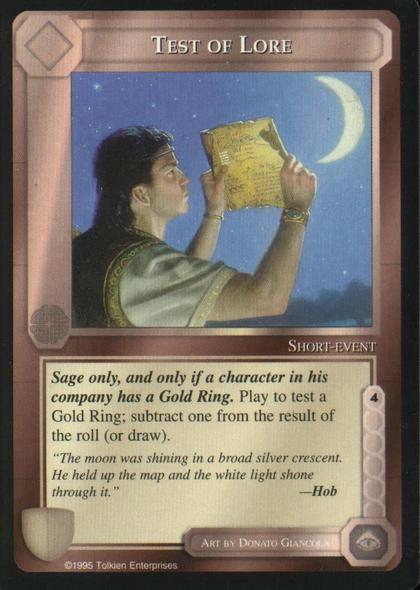 TEST OF LORE
SHORT-EVENT
Sage only, and only if a character in his
company has a Gold Ring. Play to test a
Gold Ring; subtract one from the result of
the roll (or draw).
4
"The moon was shining in a broad silver crescent.
He held up the map and the white light shone
through it." —Hob
ART BY DONATO GIANCOLA
©1995 Tolkien Enterprises